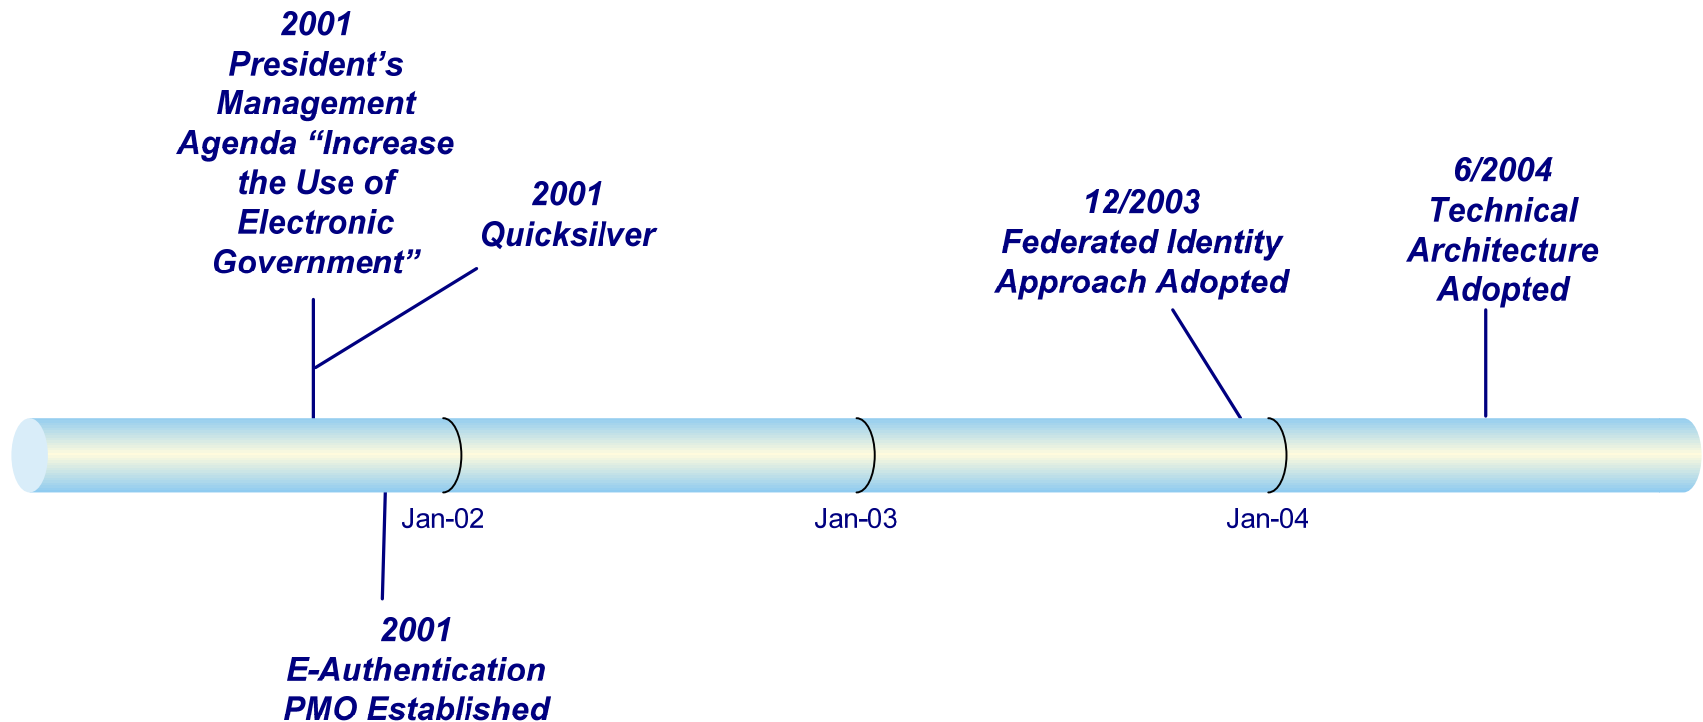 2001
President’s
Management
Agenda “Increase
the Use of
Electronic
Government”
2001
Quicksilver
12/2003
Federated Identity
Approach Adopted
6/2004
Technical
Architecture
Adopted
Jan-02
Jan-03
Jan-04
2001
E-Authentication
PMO Established